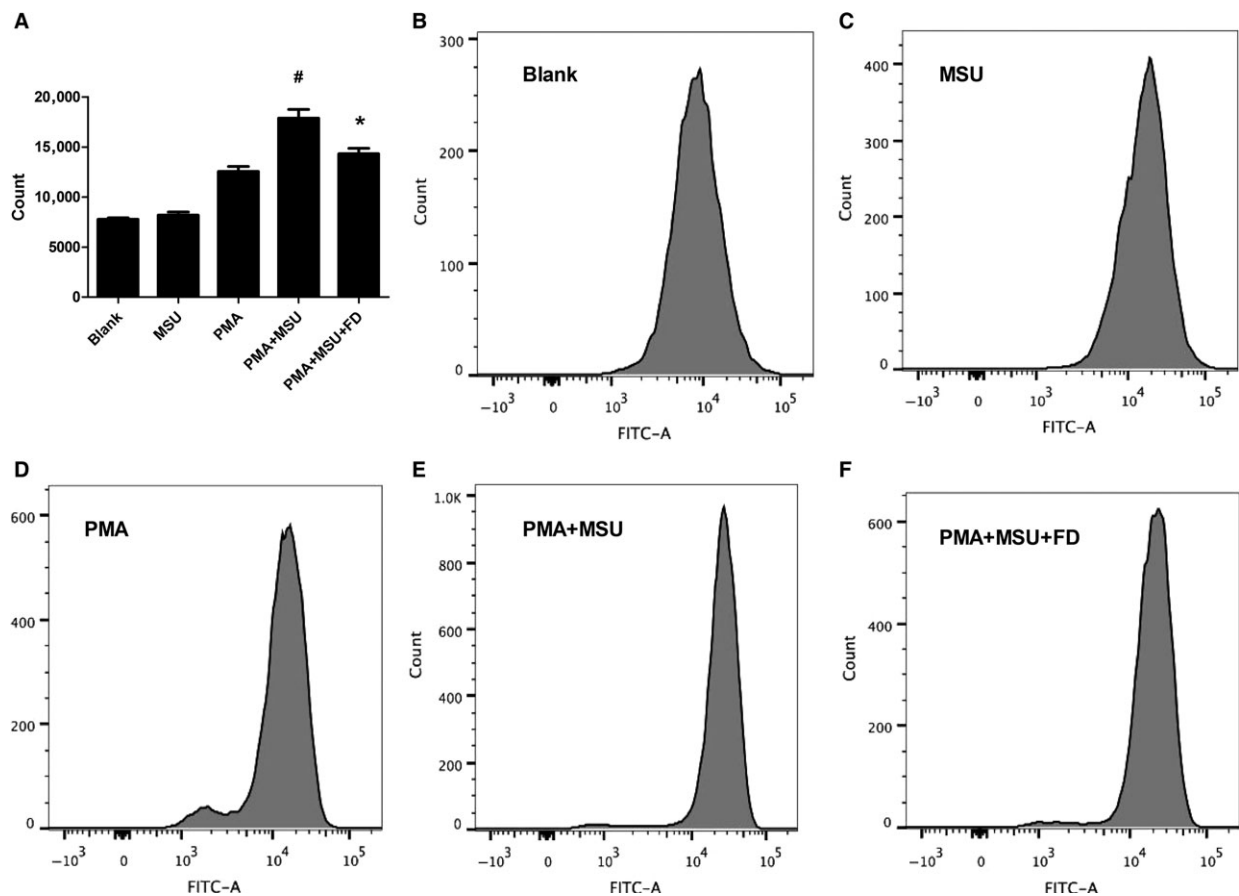 A
#
*
20,000
15,000
10,000
5000
0
Count
Blank
MSU
PMA
PMA+MSU
PMA+MSU+FD
B
Blank
300
200
100
0
Count
−10³ 0 10³ 10⁴ 10⁵
FITC-A
C
MSU
400
300
200
100
0
Count
−10³ 0 10³ 10⁴ 10⁵
FITC-A
D
PMA
600
400
200
0
−10³ 0 10³ 10⁴ 10⁵
FITC-A
E
PMA+MSU
1.0K
800
600
400
200
0
Count
−10³ 0 10³ 10⁴ 10⁵
FITC-A
F
PMA+MSU+FD
600
400
200
0
Count
−10³ 0 10³ 10⁴ 10⁵
FITC-A